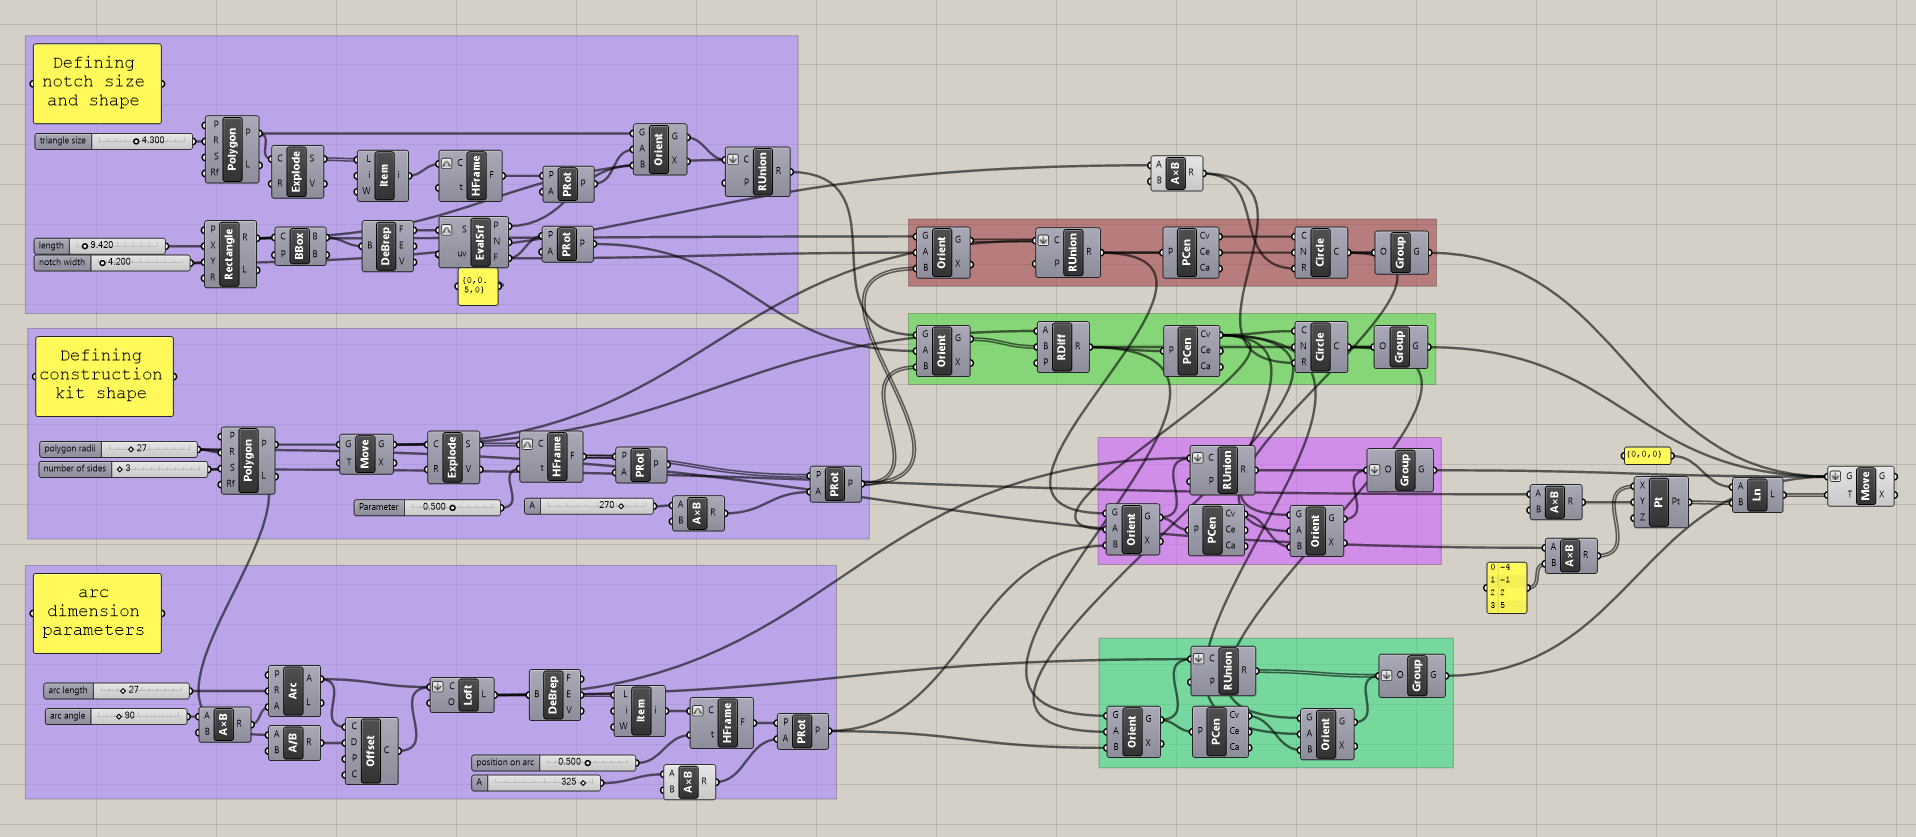 Defining
notch size
and shape
triangle size 4.300
P R S Rf Polygon P L
C R Explode S V
L i W Item i
C t HFrame F
P A PRot P
G A B Orient G X
C P RUnion R
length 9.420
notch width 4.200
P X Y R Rectangle R L
C P BBox B B
B DeBrep F E V
S uv EvalSrf P N F
P A PRot P
{0,0.
5,0}
A B A×B R
G A B Orient G X
C P RUnion R
P PCen Cv Ce Ca
C N R Circle C
O Group G
G A B Orient G X
A B P RDiff R
P PCen Cv Ce Ca
C N R Circle C
O Group G
Defining
construction
kit shape
polygon radii 27
number of sides 3
P R S Rf Polygon P L
G T Move G X
C R Explode S V
C t HFrame F
P A PRot P
P A PRot P
Parameter 0.500
A 270
A B A×B R
C P RUnion R
O Group G
G A B Orient G X
P PCen Cv Ce Ca
G A B Orient G X
{0,0,0}
A B A×B R
X Y Z Pt Pt
A B Ln L
G T Move G X
A B A×B R
0 -4
1 -1
2 2
3 5
arc
dimension
parameters
arc length 27
arc angle 90
A B A×B R
P R A Arc A L
A B A/B R
C D P C Offset C
C O Loft L
B DeBrep F E V
L i W Item i
C t HFrame F
P A PRot P
position on arc 0.500
A 325
A B A×B R
C P RUnion R
O Group G
G A B Orient G X
P PCen Cv Ce Ca
G A B Orient G X